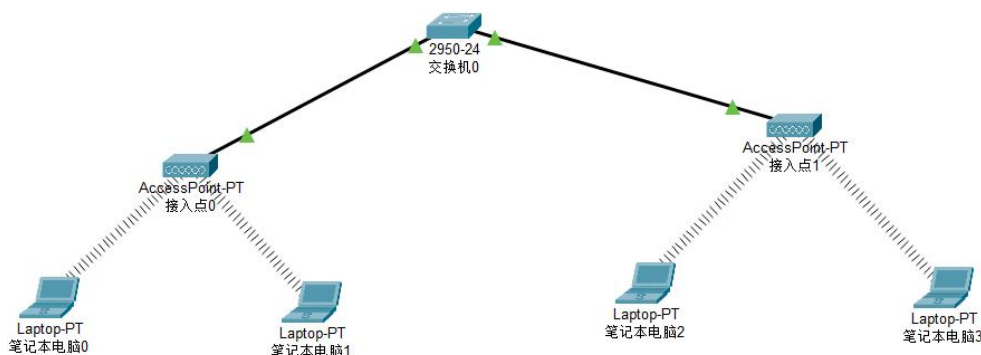 2950-24
交换机0
AccessPoint-PT
接入点0
AccessPoint-PT
接入点1
Laptop-PT
笔记本电脑0
Laptop-PT
笔记本电脑1
Laptop-PT
笔记本电脑2
Laptop-PT
笔记本电脑3